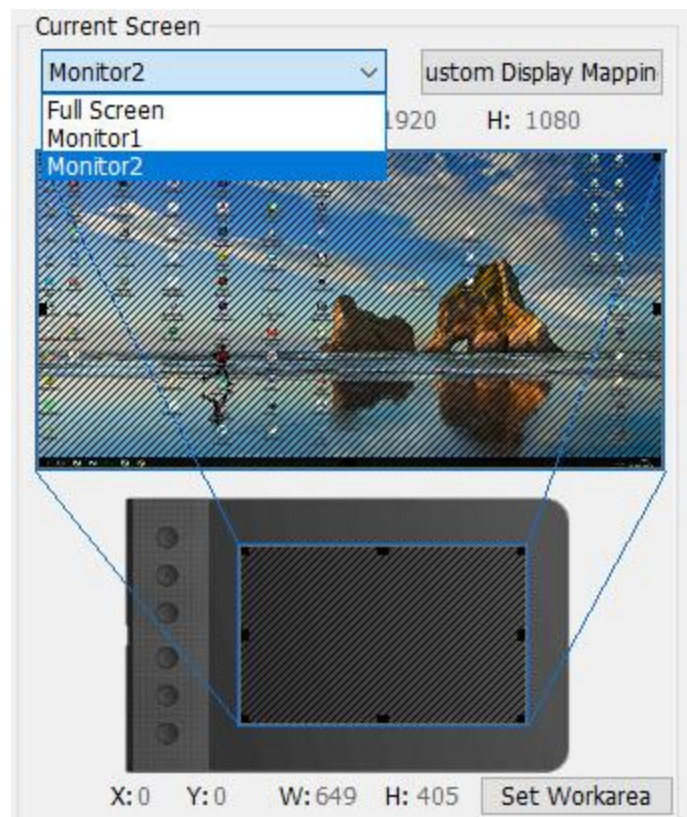 Current Screen
Monitor2 ustom Display Mappin
Full Screen
Monitor1
Monitor2
1920 H: 1080
X: 0 Y: 0 W: 649 H: 405 Set Workarea